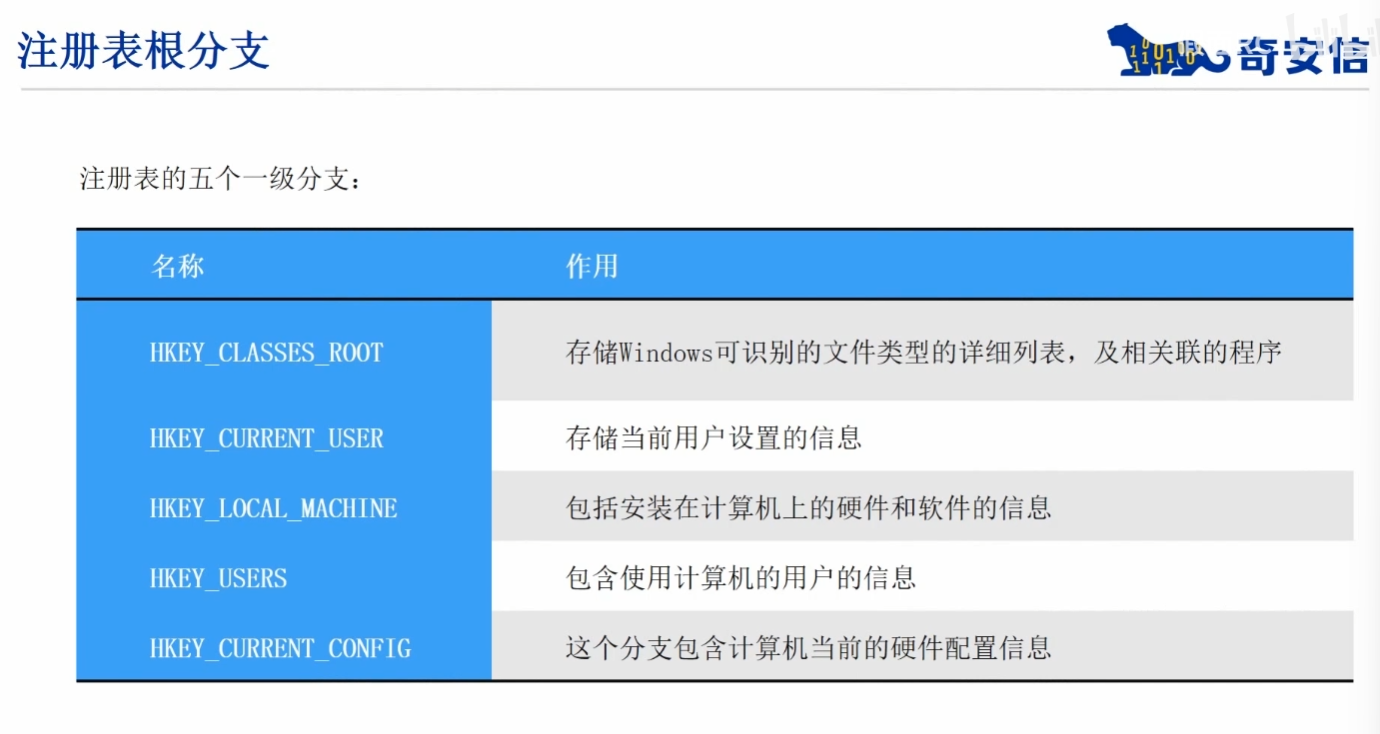 注册表根分支
奇安信
注册表的五个一级分支：
名称 作用
HKEY_CLASSES_ROOT 存储Windows可识别的文件类型的详细列表，及相关联的程序
HKEY_CURRENT_USER 存储当前用户设置的信息
HKEY_LOCAL_MACHINE 包括安装在计算机上的硬件和软件的信息
HKEY_USERS 包含使用计算机的用户的信息
HKEY_CURRENT_CONFIG 这个分支包含计算机当前的硬件配置信息